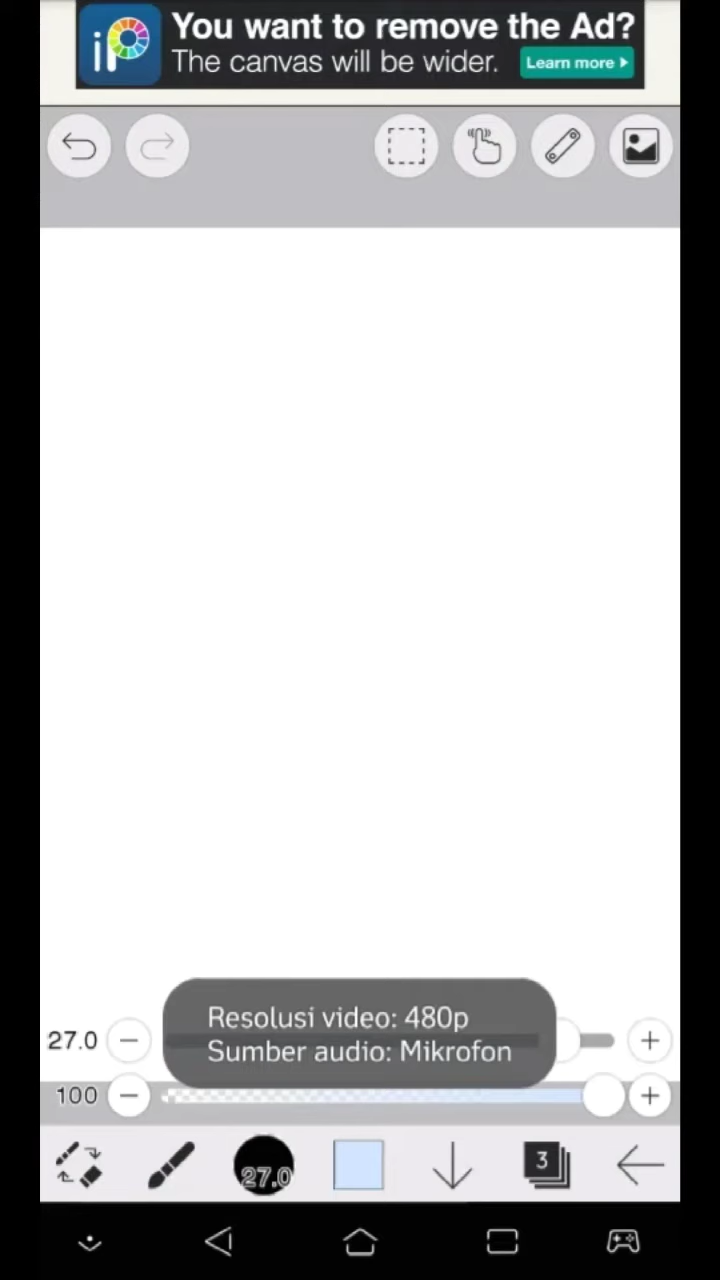 iP
You want to remove the Ad?
The canvas will be wider.
Learn more
Resolusi video: 480p
Sumber audio: Mikrofon
27.0
100
27.0
3